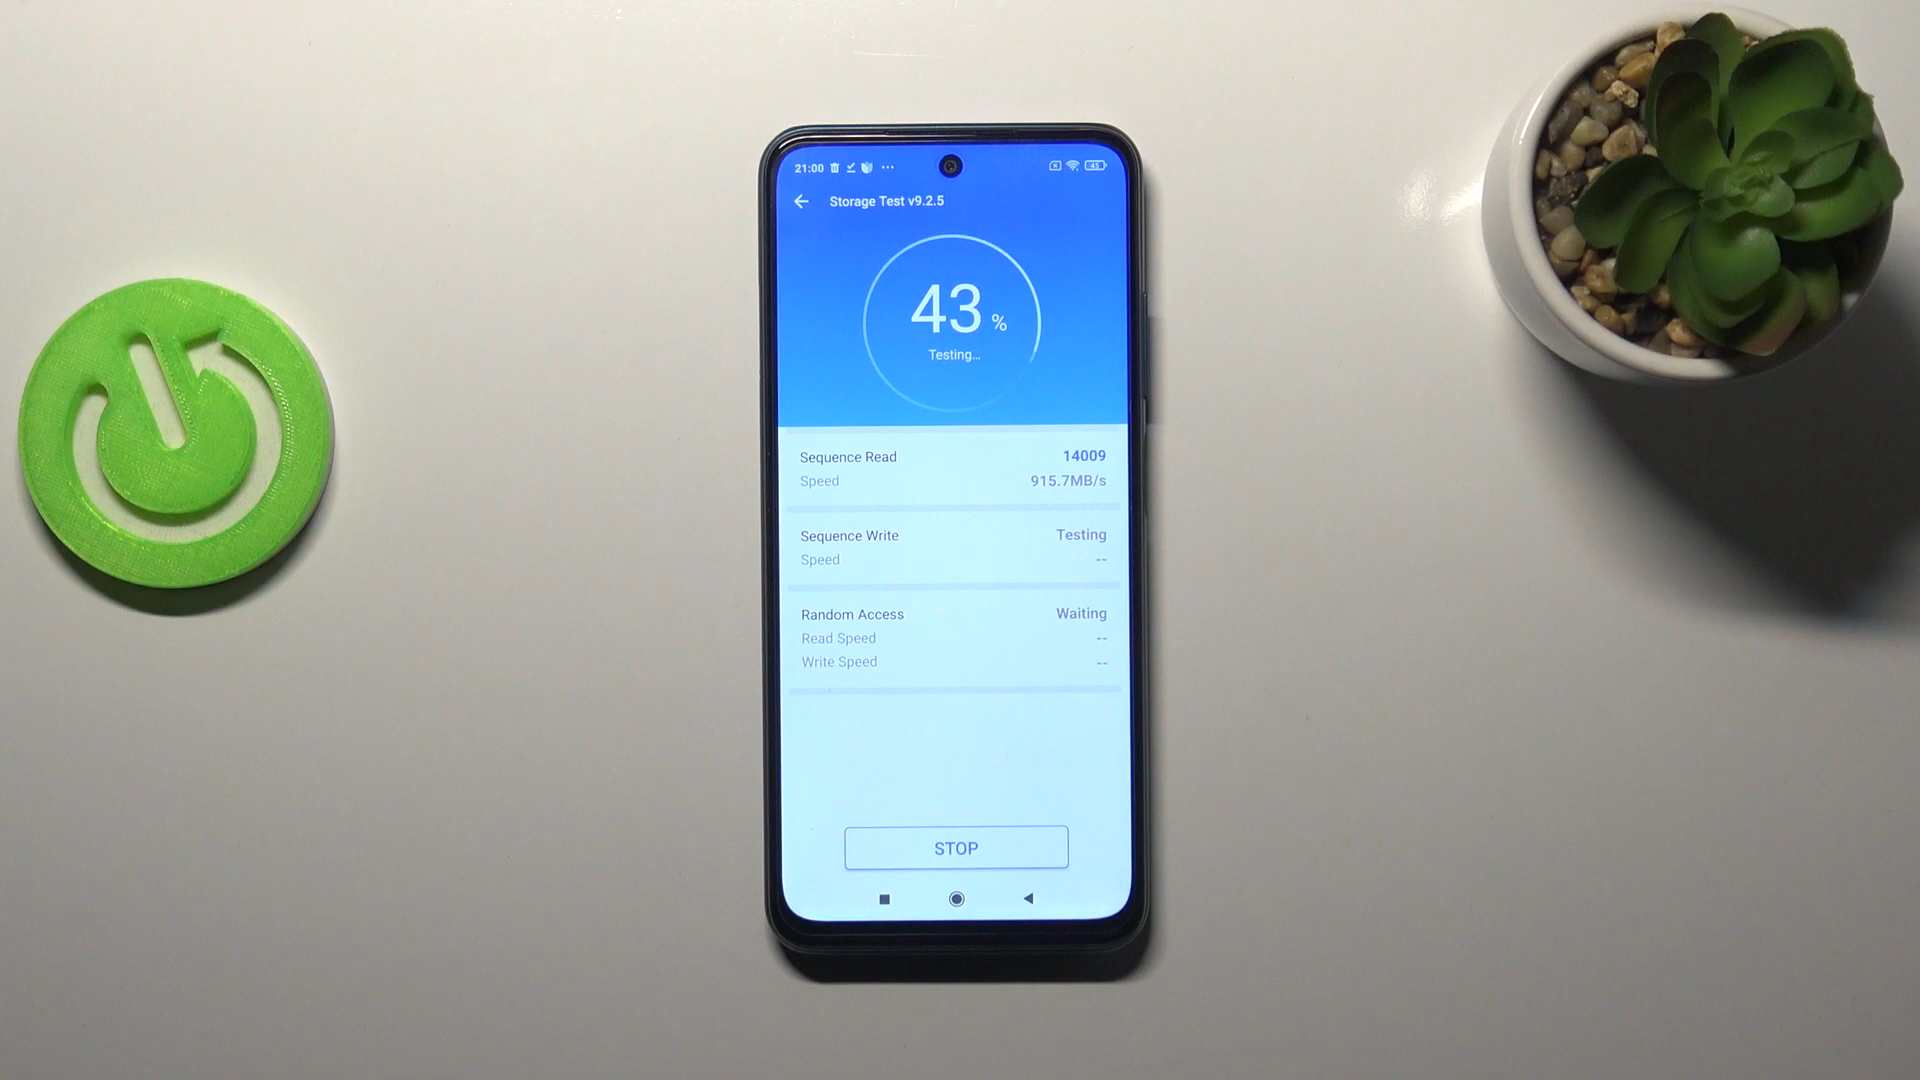 21:00 45
Storage Test v9.2.5
43 %
Testing...
Sequence Read 14009
Speed 915.7MB/s
Sequence Write Testing
Speed --
Random Access Waiting
Read Speed --
Write Speed --
STOP